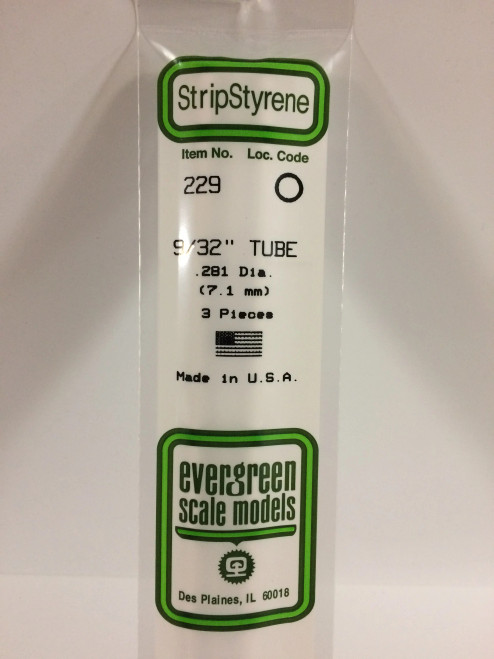 StripStyrene
Item No. Loc. Code
229
9/32" TUBE
.281 Dia.
(7.1 mm)
3 Pieces
Made in U.S.A.
evergreen
scale models
Des Plaines, IL 60018